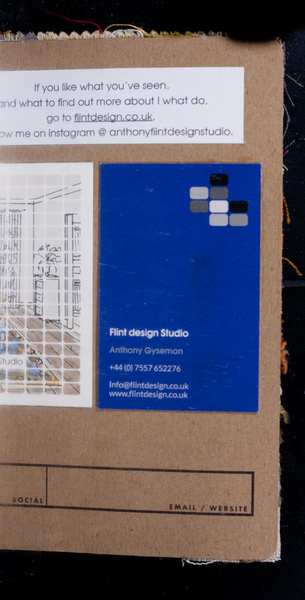 If you like what you've seen,
and what to find out more about I what do,
go to flintdesign.co.uk,
ow me on instagram @ anthonyflintdesignstudio.
Studio
Flint design Studio
Anthony Gyseman
+44 (0) 7557 652276
Info@flintdesign.co.uk
www.flintdesign.co.uk
SOCIAL
EMAIL / WEBSITE